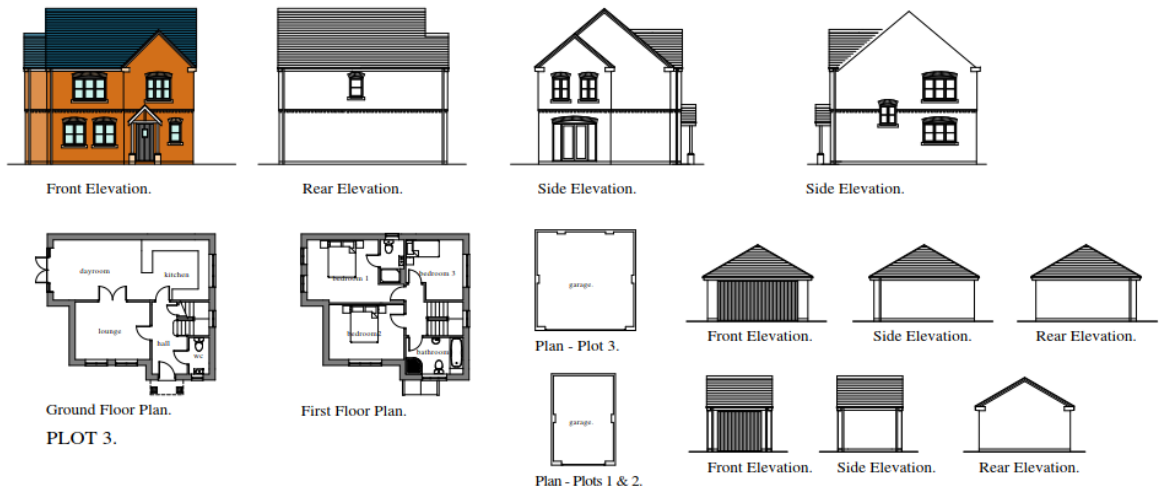 Front Elevation.
Rear Elevation.
Side Elevation.
Side Elevation.
dayroom
kitchen
lounge
hall
wc
Ground Floor Plan.
PLOT 3.
bedroom 1
bedroom 3
bedroom2
bathroom
First Floor Plan.
garage.
Plan - Plot 3.
Front Elevation.
Side Elevation.
Rear Elevation.
garage.
Plan - Plots 1 & 2.
Front Elevation.
Side Elevation.
Rear Elevation.